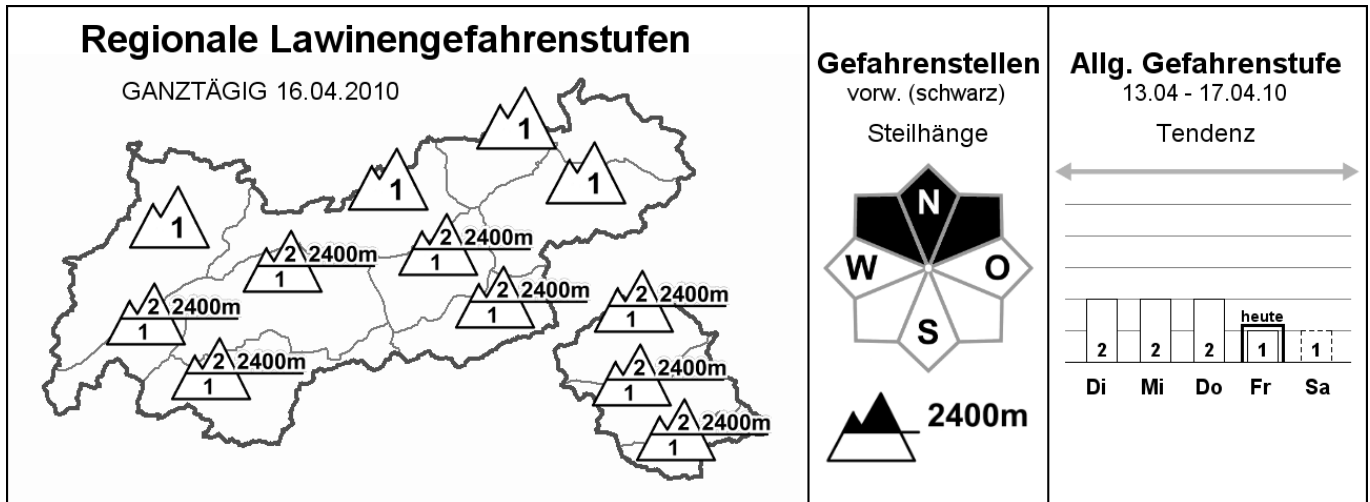 Regionale Lawinengefahrenstufen
GANZTÄGIG 16.04.2010
1
1
1
1
2 2400m
1
2 2400m
1
2 2400m
1
2 2400m
1
2 2400m
1
2 2400m
1
2 2400m
1
2 2400m
1
Gefahrenstellen
vorw. (schwarz)
Steilhänge
N
W O
S
2400m
Allg. Gefahrenstufe
13.04 - 17.04.10
Tendenz
heute
2 2 2 1 1
Di Mi Do Fr Sa